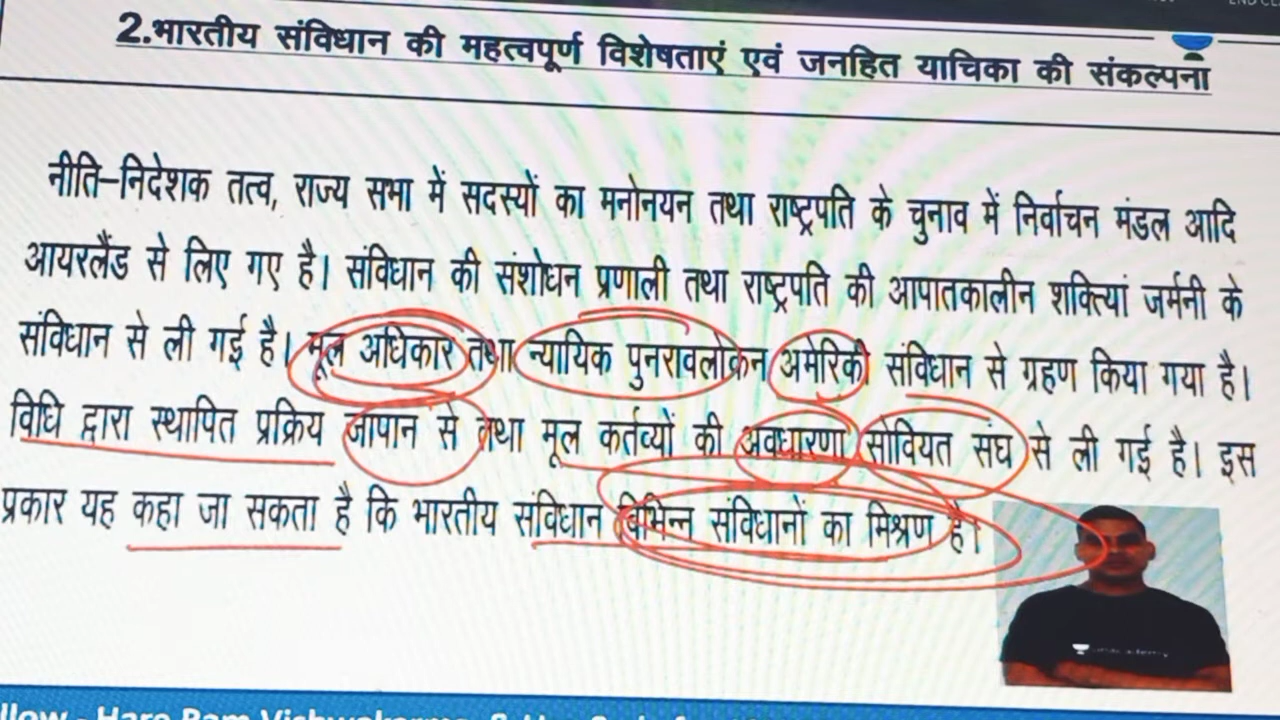 2.भारतीय संविधान की महत्वपूर्ण विशेषताएं एवं जनहित याचिका की संकल्पना
नीति–निदेशक तत्व, राज्य सभा में सदस्यों का मनोनयन तथा राष्ट्रपति के चुनाव में निर्वाचन मंडल आदि
आयरलैंड से लिए गए है। संविधान की संशोधन प्रणाली तथा राष्ट्रपति की आपातकालीन शक्तियां जर्मनी के
संविधान से ली गई है। मूल अधिकार तथा न्यायिक पुनरावलोकन अमेरिकी संविधान से ग्रहण किया गया है।
विधि द्वारा स्थापित प्रक्रिय जापान से तथा मूल कर्तव्यों की अवधारणा सोवियत संघ से ली गई है। इस
प्रकार यह कहा जा सकता है कि भारतीय संविधान विभिन्न संविधानों का मिश्रण है।